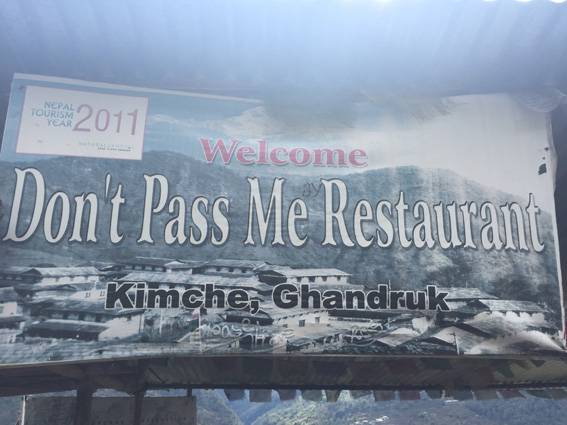 NEPAL
TOURISM
YEAR 2011
Welcome
Don't Pass Me Restaurant
Kimche, Ghandruk